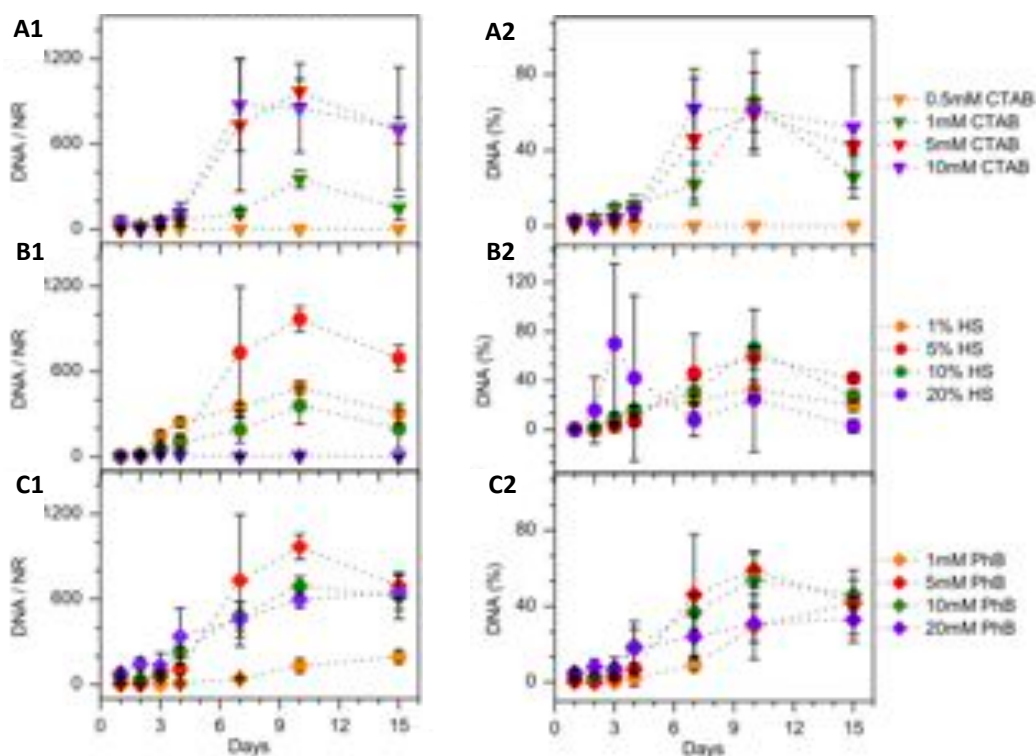 A1
A2
1200
600
0
DNA / NR
80
40
0
DNA (%)
0.5mM CTAB
1mM CTAB
5mM CTAB
10mM CTAB
B1
B2
1200
600
0
DNA / NR
120
80
40
0
DNA (%)
1% HS
5% HS
10% HS
20% HS
C1
C2
1200
600
0
DNA / NR
80
40
0
DNA (%)
1mM PhB
5mM PhB
10mM PhB
20mM PhB
0 3 6 9 12 15
Days
0 3 6 9 12 15
Days